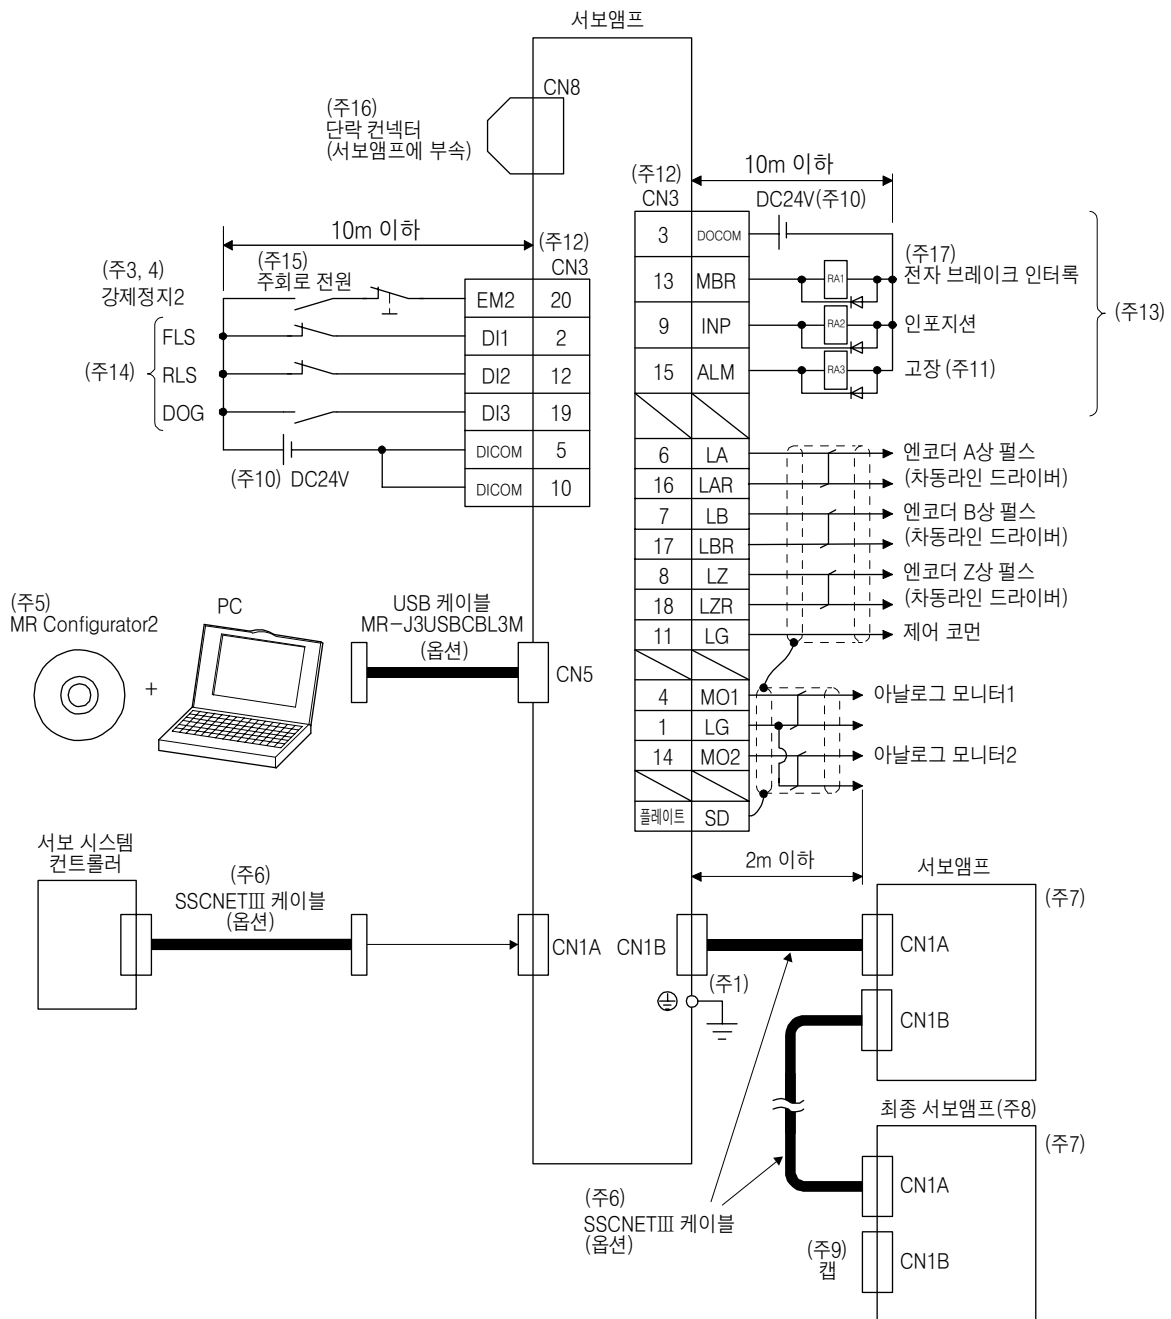 서보앰프
CN8
(주16)
단락 컨넥터
(서보앰프에 부속)
10m 이하
(주12)
CN3
DC24V(주10)
3 DOCOM
13 MBR
9 INP
15 ALM
6 LA
16 LAR
7 LB
17 LBR
8 LZ
18 LZR
11 LG
4 MO1
1 LG
14 MO2
플레이트 SD
RA1
RA2
RA3
(주17)
전자 브레이크 인터록
인포지션
고장 (주11)
(주13)
엔코더 A상 펄스
(차동라인 드라이버)
엔코더 B상 펄스
(차동라인 드라이버)
엔코더 Z상 펄스
(차동라인 드라이버)
제어 코먼
아날로그 모니터1
아날로그 모니터2
2m 이하
10m 이하
(주12)
CN3
(주3, 4)
강제정지2
(주15)
주회로 전원
EM2 20
FLS
DI1 2
(주14)
RLS
DI2 12
DOG
DI3 19
DICOM 5
DICOM 10
(주10) DC24V
(주5)
MR Configurator2
+
PC
USB 케이블
MR-J3USBCBL3M
(옵션)
CN5
서보 시스템
컨트롤러
(주6)
SSCNETⅢ 케이블
(옵션)
CN1A
CN1B
(주1)
서보앰프
(주7)
CN1A
CN1B
최종 서보앰프(주8)
(주7)
CN1A
(주6)
SSCNETⅢ 케이블
(옵션)
(주9)
캡
CN1B